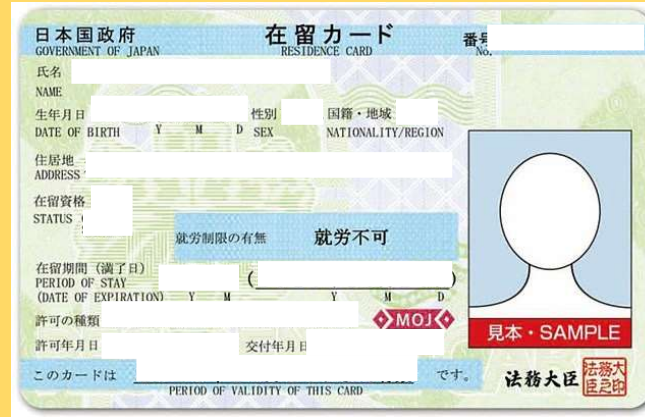 日本国政府 在留カード 番号
GOVERNMENT OF JAPAN RESIDENCE CARD No.
氏名
NAME
生年月日 性別 国籍・地域
DATE OF BIRTH Y M D SEX NATIONALITY/REGION
住居地
ADDRESS
在留資格
STATUS
就労制限の有無 就労不可
在留期間(満了日)
PERIOD OF STAY ( )
(DATE OF EXPIRATION) Y M Y M D
許可の種類 MOJ
見本・SAMPLE
許可年月日 交付年月日
このカードは です。
PERIOD OF VALIDITY OF THIS CARD
法務大臣 法務大臣之印